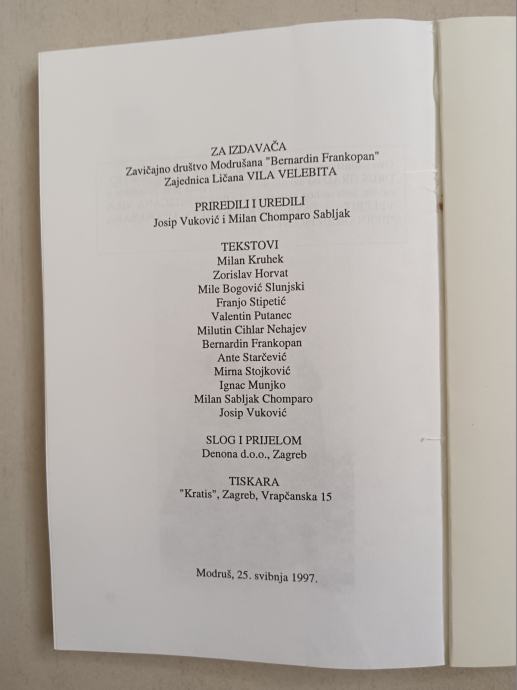 ZA IZDAVAČA
Zavičajno društvo Modrušana "Bernardin Frankopan"
Zajednica Ličana VILA VELEBITA
PRIREDILI I UREDILI
Josip Vuković i Milan Chomparo Sabljak
TEKSTOVI
Milan Kruhek
Zorislav Horvat
Mile Bogović Slunjski
Franjo Stipetić
Valentin Putanec
Milutin Cihlar Nehajev
Bernardin Frankopan
Ante Starčević
Mirna Stojković
Ignac Munjko
Milan Sabljak Chomparo
Josip Vuković
SLOG I PRIJELOM
Denona d.o.o., Zagreb
TISKARA
"Kratis", Zagreb, Vrapčanska 15
Modruš, 25. svibnja 1997.